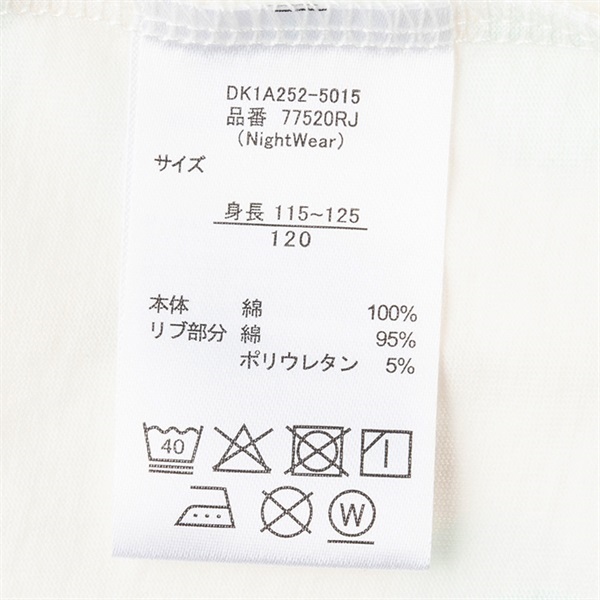 DK1A252-5015
品番 77520RJ
(NightWear)
サイズ
身長 115~125
120
本体 綿 100%
リブ部分 綿 95%
ポリウレタン 5%
40
W